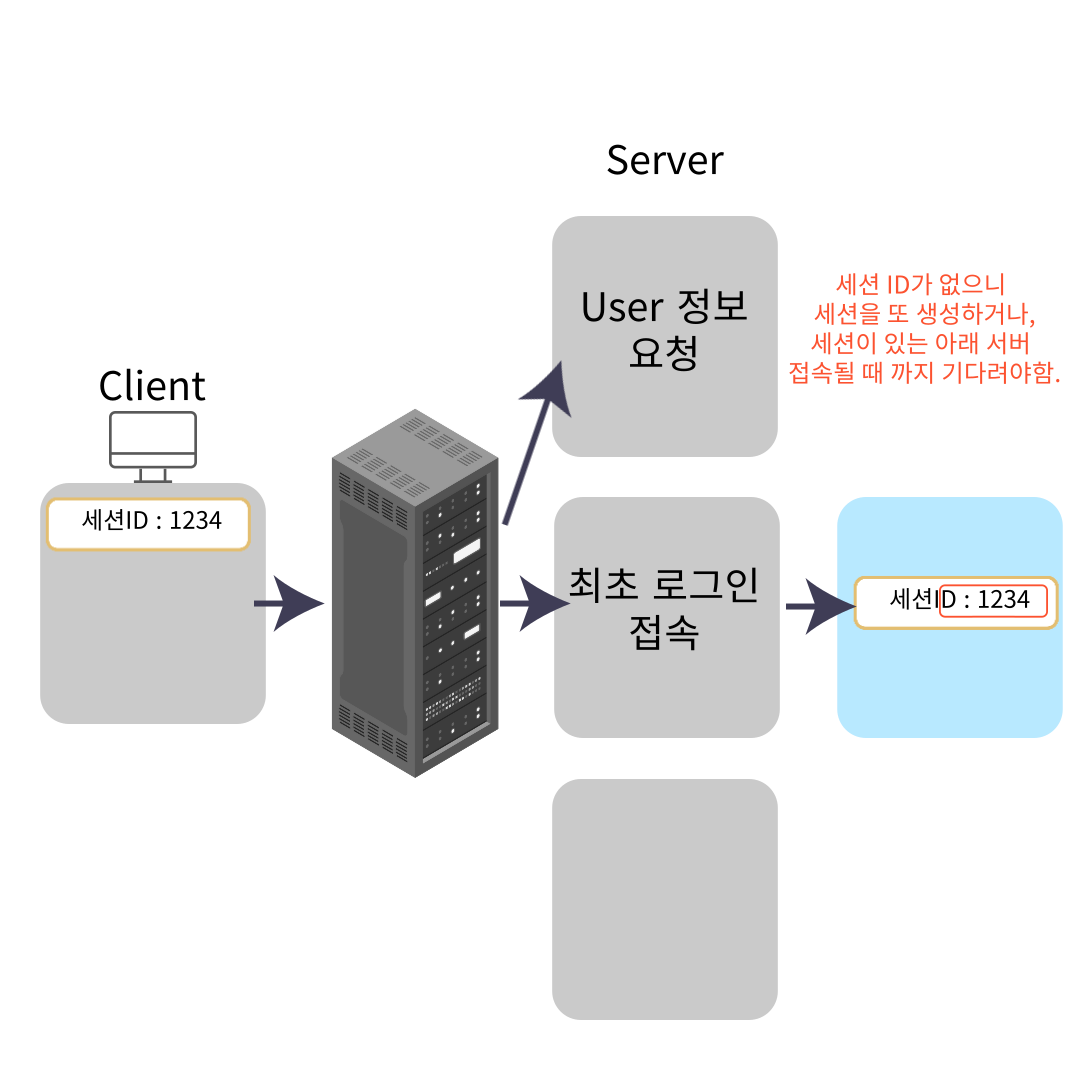 Server
User 정보
요청
세션 ID가 없으니
세션을 또 생성하거나,
세션이 있는 아래 서버
접속될 때 까지 기다려야함.
Client
세션ID : 1234
최초 로그인
접속
세션ID : 1234